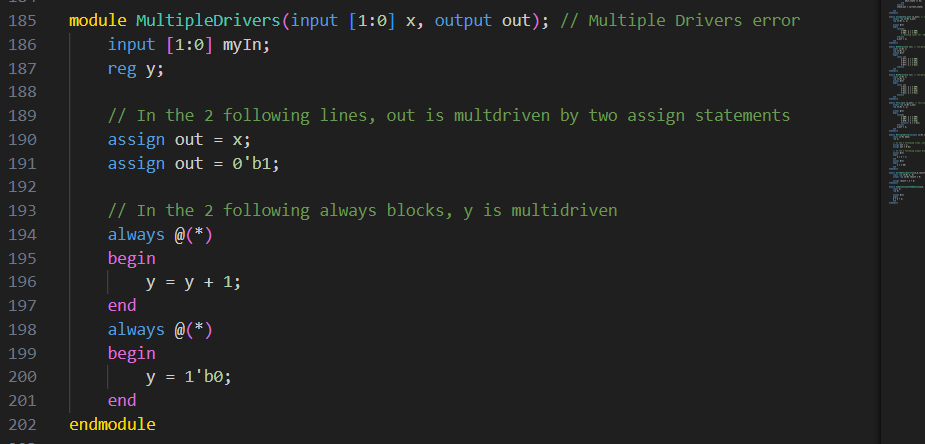 185 module MultipleDrivers(input [1:0] x, output out); // Multiple Drivers error
186 input [1:0] myIn;
187 reg y;
188
189 // In the 2 following lines, out is multdriven by two assign statements
190 assign out = x;
191 assign out = 0'b1;
192
193 // In the 2 following always blocks, y is multidriven
194 always @(*)
195 begin
196 y = y + 1;
197 end
198 always @(*)
199 begin
200 y = 1'b0;
201 end
202 endmodule